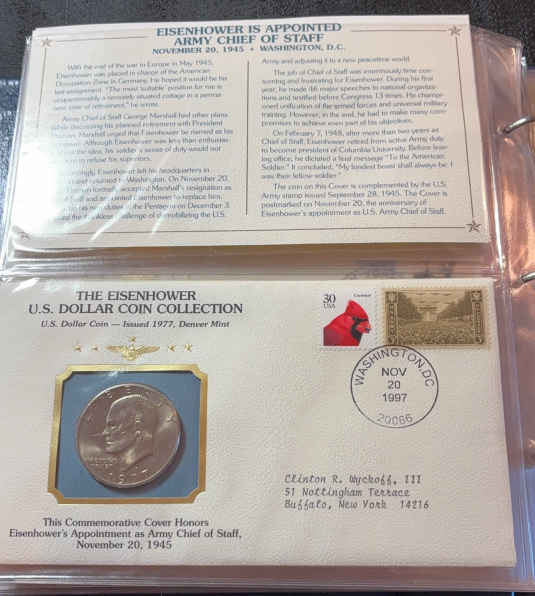 EISENHOWER IS APPOINTED
ARMY CHIEF OF STAFF
NOVEMBER 20, 1945 • WASHINGTON, D.C.
With the end of the war in Europe in May 1945,
Eisenhower was placed in charge of the American
Occupation Zone in Germany. He hoped it would be his
last assignment. "The most suitable position for me is
unquestionably a remotely situated cottage in a perma-
nent state of retirement," he wrote.
Army Chief of Staff George Marshall had other plans.
While discussing his planned retirement with President
Truman, Marshall urged that Eisenhower be named as his
Although Eisenhower was less than enthusias-
the idea, his soldier's sense of duty would not
him to refuse his superiors.
Eisenhower left his headquarters in
and returned to Washington. On November 20,
Truman formally accepted Marshall's resignation as
of Staff and appointed Eisenhower to replace him.
his new duties at the Pentagon on December 3
and the thankless challenge of demobilizing the U.S.
Army and adjusting it to a new peacetime world.
The job of Chief of Staff was enormously time con-
suming and frustrating for Eisenhower. During his first
year, he made 46 major speeches to national organiza-
tions and testified before Congress 13 times. He champi-
oned unification of the armed forces and universal military
training. However, in the end, he had to make many com-
promises to achieve even part of his objectives.
On February 7, 1948, after more than two years as
Chief of Staff, Eisenhower retired from active Army duty
to become president of Columbia University. Before leav-
ing office, he dictated a final message "To the American
Soldier." It concluded, "My fondest boast shall always be: I
was their fellow-soldier."
The coin on this Cover is complemented by the U.S.
Army stamp issued September 28, 1945. The Cover is
postmarked on November 20, the anniversary of
Eisenhower's appointment as U.S. Army Chief of Staff.
THE EISENHOWER
U.S. DOLLAR COIN COLLECTION
U.S. Dollar Coin — Issued 1977, Denver Mint
30
USA
Cardinal
WASHINGTON, DC
NOV
20
1997
20066
LIBERTY
1977
Clinton R. Wyckoff, III
51 Nottingham Terrace
Buffalo, New York 14216
This Commemorative Cover Honors
Eisenhower's Appointment as Army Chief of Staff,
November 20, 1945